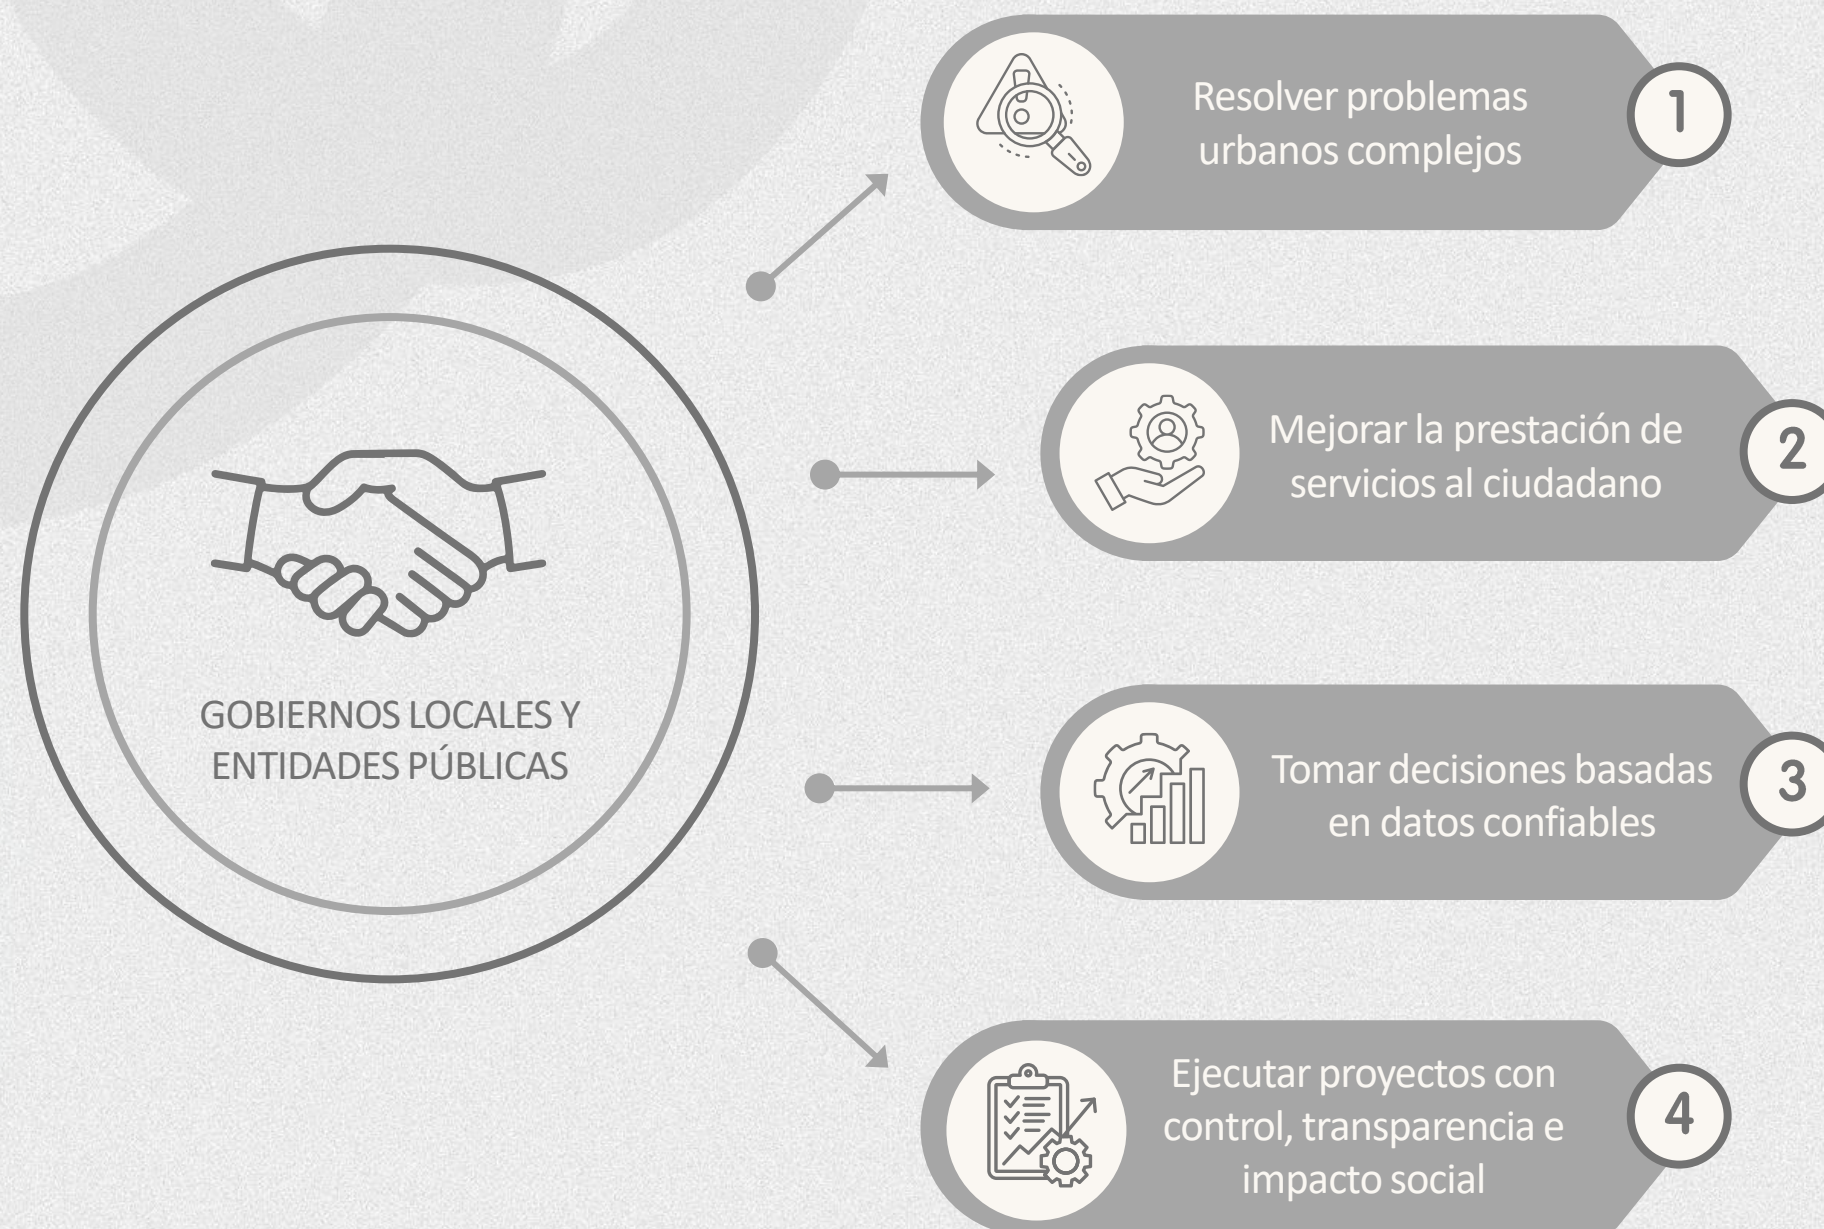 Resolver problemas
urbanos complejos
1
Mejorar la prestación de
servicios al ciudadano
2
GOBIERNOS LOCALES Y
ENTIDADES PÚBLICAS
Tomar decisiones basadas
en datos confiables
3
Ejecutar proyectos con
control, transparencia e
impacto social
4